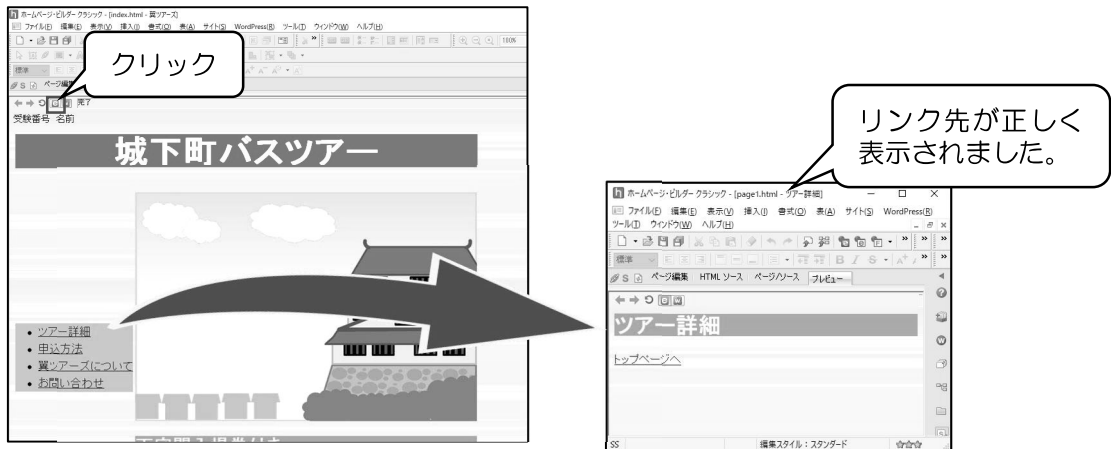 ホームページ・ビルダー クラシック - [index.html - 翼ツアーズ]
ファイル(F) 編集(E) 表示(V) 挿入(I) 書式(O) 表(A) サイト(S) WordPress(B) ツール(T) ウィンドウ(W) ヘルプ(H)
100%
標準
S ページ編集
クリック
完了
受験番号 名前
城下町バスツアー
• ツアー詳細
• 申込方法
• 翼ツアーズについて
• お問い合わせ
リンク先が正しく
表示されました。
ホームページ・ビルダー クラシック - [page1.html - ツアー詳細]
ファイル(F) 編集(E) 表示(V) 挿入(I) 書式(O) 表(A) サイト(S) WordPress(B)
ツール(T) ウィンドウ(W) ヘルプ(H)
標準
S ページ編集 HTML ソース ページ/ソース プレビュー
ツアー詳細
トップページへ
SS 編集スタイル：スタンダード